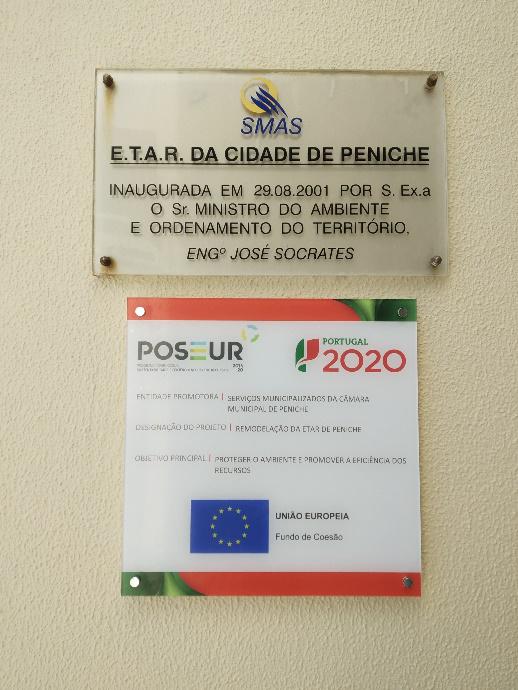 SMAS
E.T.A.R. DA CIDADE DE PENICHE
INAUGURADA EM 29.08.2001 POR S. Ex.a
O Sr. MINISTRO DO AMBIENTE
E ORDENAMENTO DO TERRITÓRIO,
ENGº JOSÉ SOCRATES
POSEUR
2014
20
PORTUGAL
2020
ENTIDADE PROMOTORA | SERVIÇOS MUNICIPALIZADOS DA CÂMARA
MUNICIPAL DE PENICHE
DESIGNAÇÃO DO PROJETO | REMODELAÇÃO DA ETAR DE PENICHE
OBJETIVO PRINCIPAL | PROTEGER O AMBIENTE E PROMOVER A EFICIÊNCIA DOS
RECURSOS
UNIÃO EUROPEIA
Fundo de Coesão